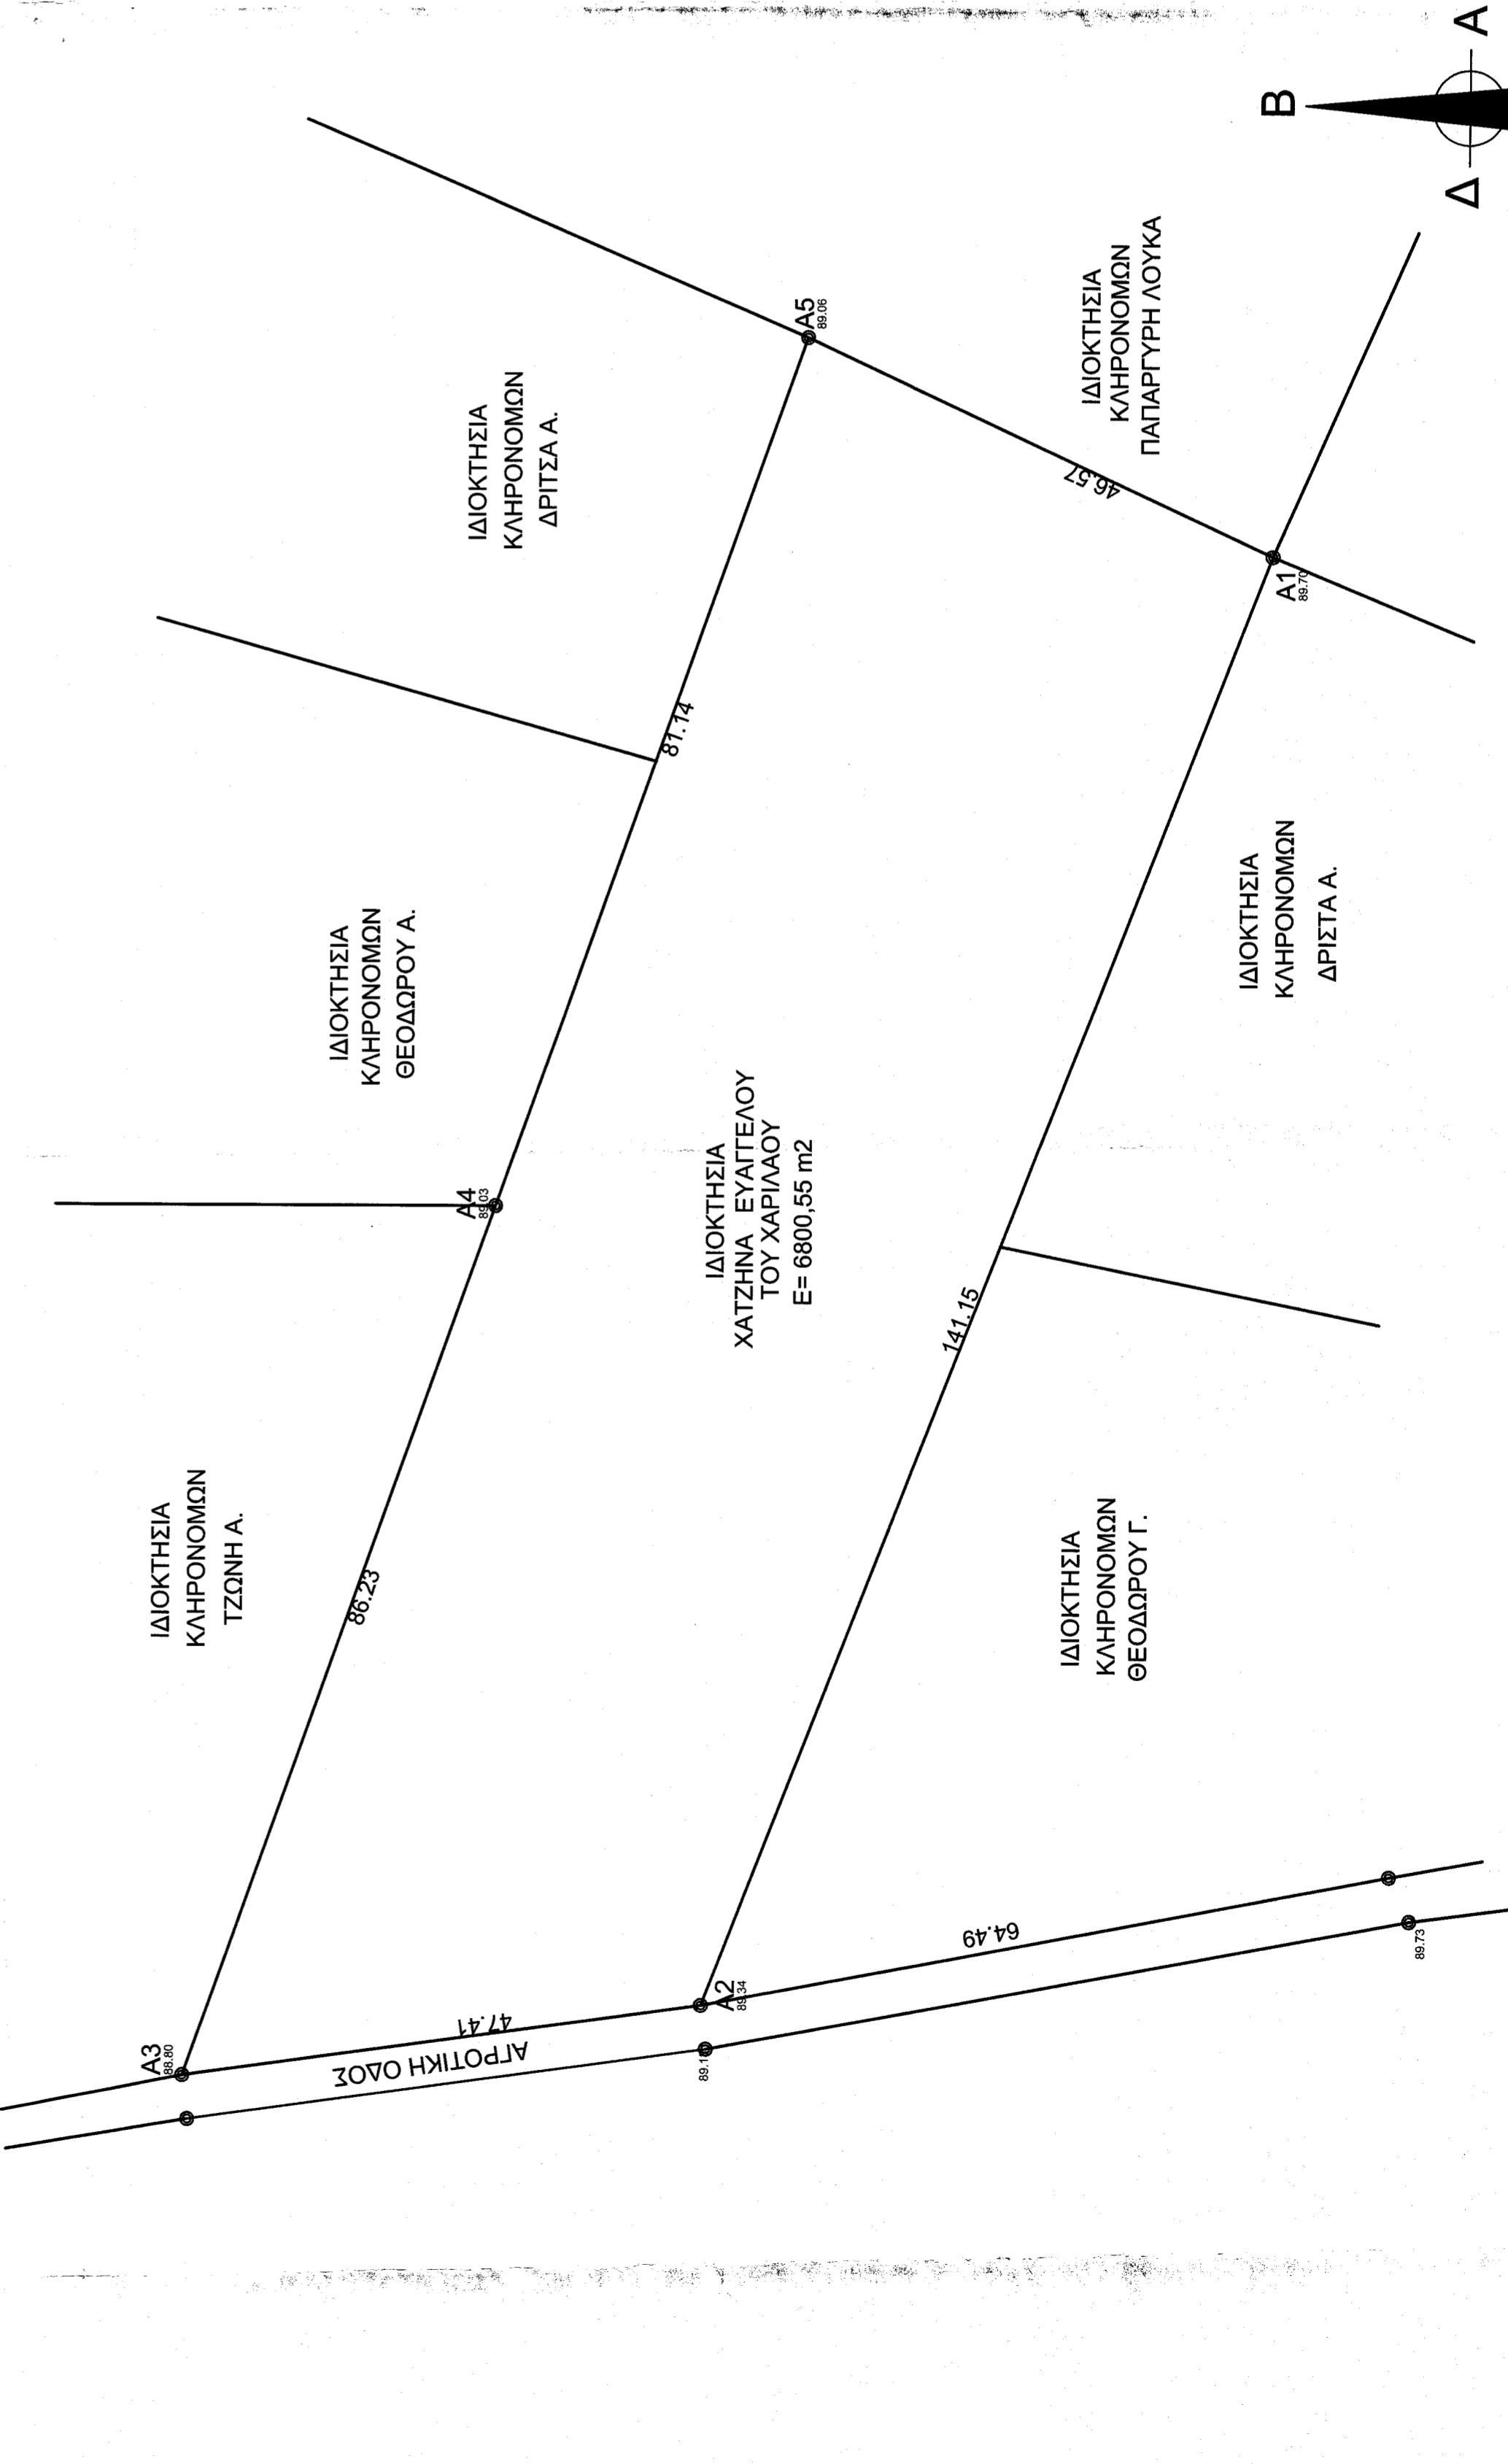 ΙΔΙΟΚΤΗΣΙΑ
ΚΛΗΡΟΝΟΜΩΝ
ΤΖΩΝΗ Α.
ΙΔΙΟΚΤΗΣΙΑ
ΚΛΗΡΟΝΟΜΩΝ
ΘΕΟΔΩΡΟΥ Α.
ΙΔΙΟΚΤΗΣΙΑ
ΚΛΗΡΟΝΟΜΩΝ
ΔΡΙΤΣΑ Α.
Α3
88.80
86.23
Α4
89.03
81.14
Α5
89.06
47.41
ΑΓΡΟΤΙΚΗ ΟΔΟΣ
ΙΔΙΟΚΤΗΣΙΑ
ΧΑΤΖΗΝΑ ΕΥΑΓΓΕΛΟΥ
ΤΟΥ ΧΑΡΙΛΑΟΥ
Ε= 6800,55 m2
46.57
ΙΔΙΟΚΤΗΣΙΑ
ΚΛΗΡΟΝΟΜΩΝ
ΠΑΠΑΡΓΥΡΗ ΛΟΥΚΑ
Α2
89.34
141.15
Α1
89.70
64.49
ΙΔΙΟΚΤΗΣΙΑ
ΚΛΗΡΟΝΟΜΩΝ
ΘΕΟΔΩΡΟΥ Γ.
ΙΔΙΟΚΤΗΣΙΑ
ΚΛΗΡΟΝΟΜΩΝ
ΔΡΙΣΤΑ Α.
89.73
Β
Δ
Α